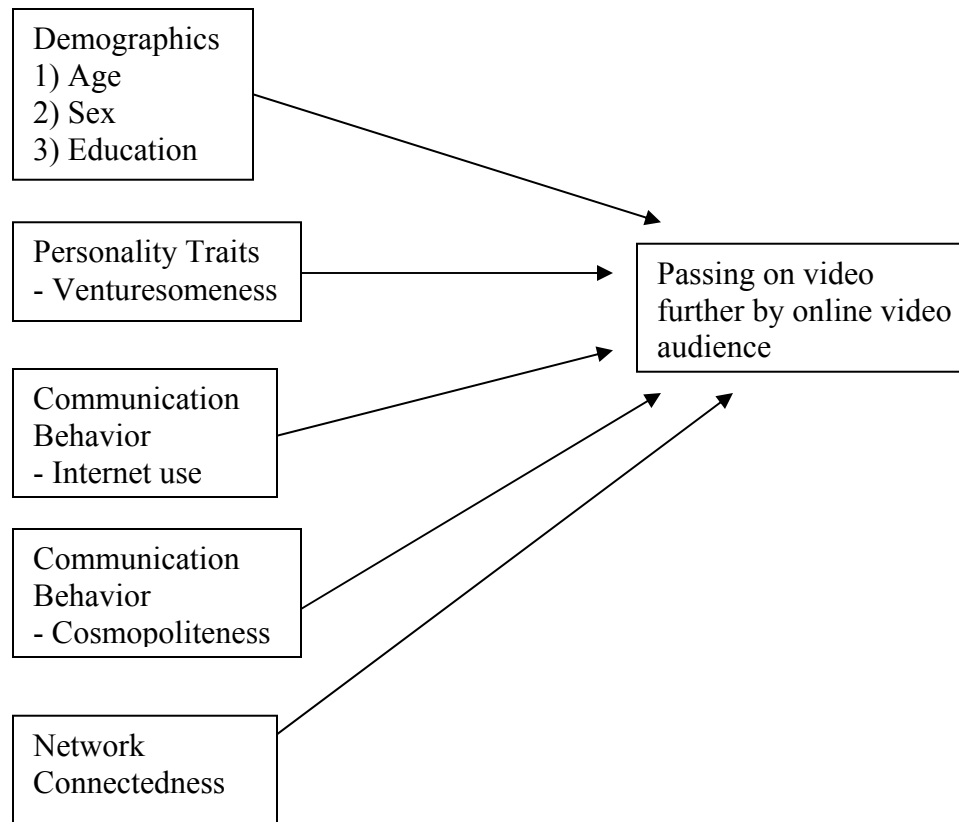 Demographics
1) Age
2) Sex
3) Education
Personality Traits
- Venturesomeness
Communication
Behavior
- Internet use
Communication
Behavior
- Cosmopoliteness
Network
Connectedness
Passing on video
further by online video
audience